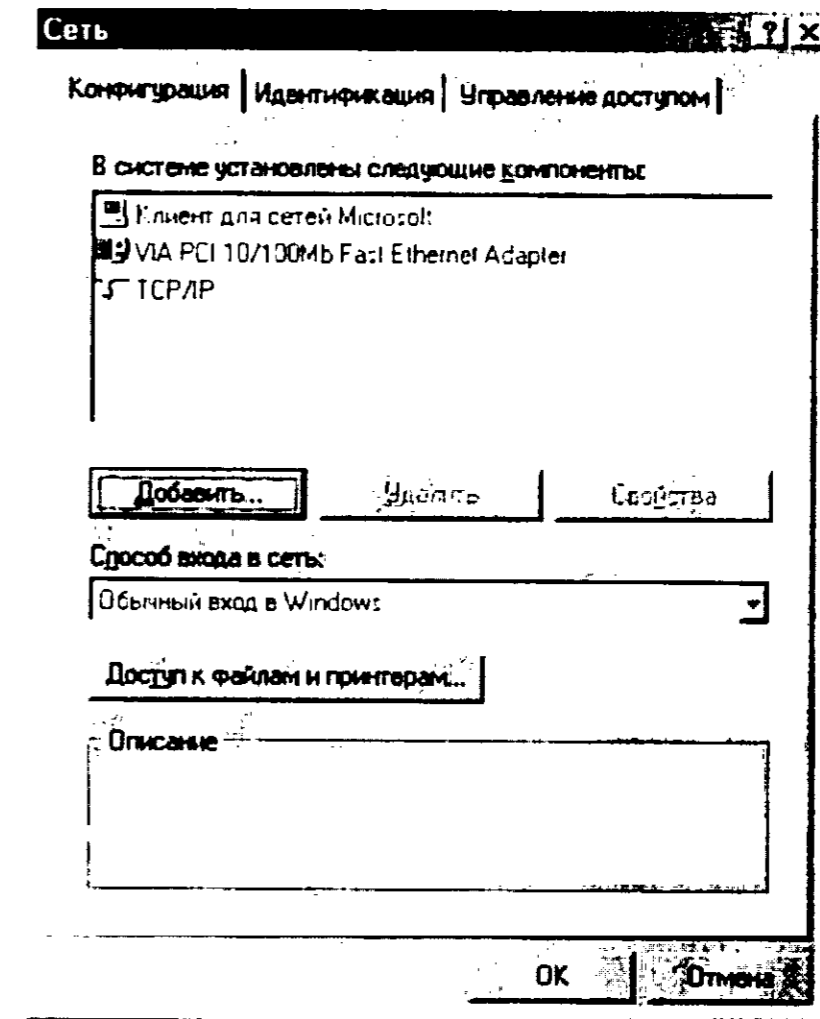 Сеть
Конфигурация Идентификация Управление доступом
В системе установлены следующие компоненты:
Клиент для сетей Microsoft
VIA PCI 10/100Mb Fast Ethernet Adapter
TCP/IP
Добавить... Удалить Свойства
Способ входа в сеть:
Обычный вход в Windows
Доступ к файлам и принтерам...
Описание
OK Отмена